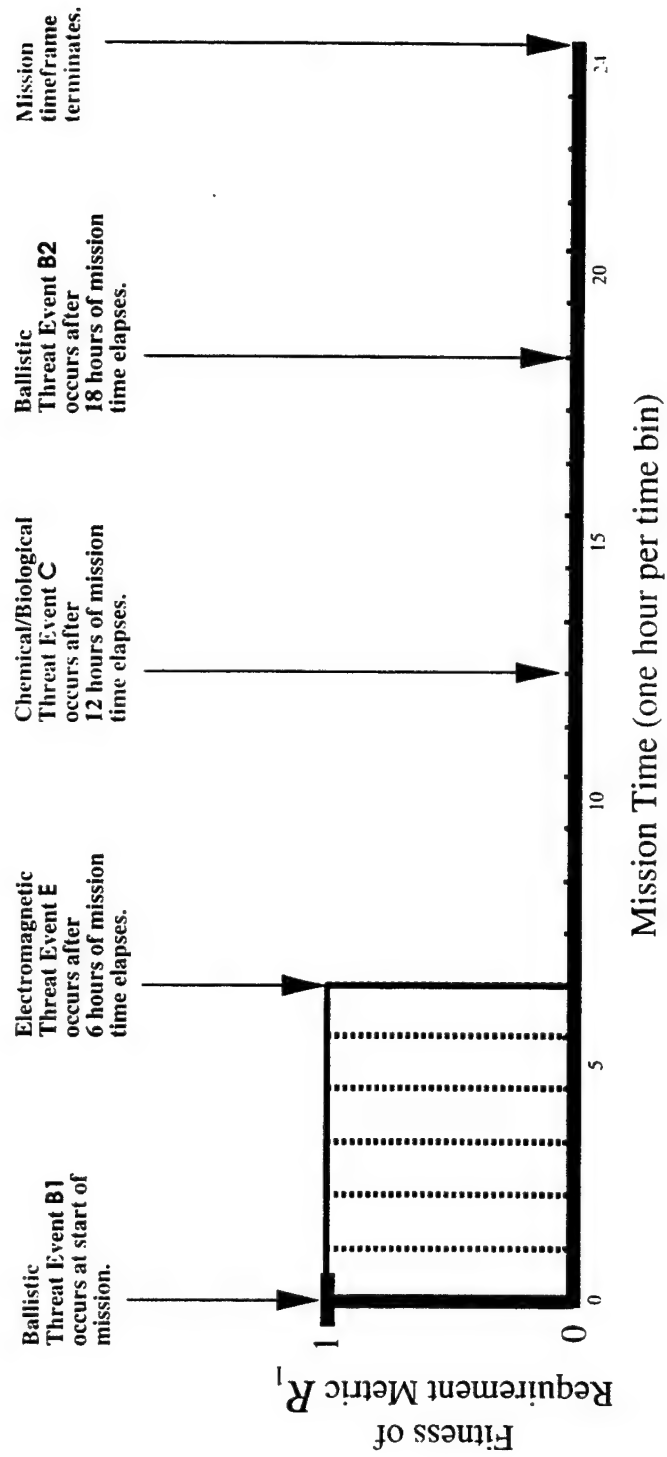 Ballistic
Threat Event B1
occurs at start of
mission.
Electromagnetic
Threat Event E
occurs after
6 hours of mission
time elapses.
Chemical/Biological
Threat Event C
occurs after
12 hours of mission
time elapses.
Ballistic
Threat Event B2
occurs after
18 hours of mission
time elapses.
Mission
timeframe
terminates.
Fitness of
Requirement Metric R1
1
0
0
5
10
15
20
24
Mission Time (one hour per time bin)